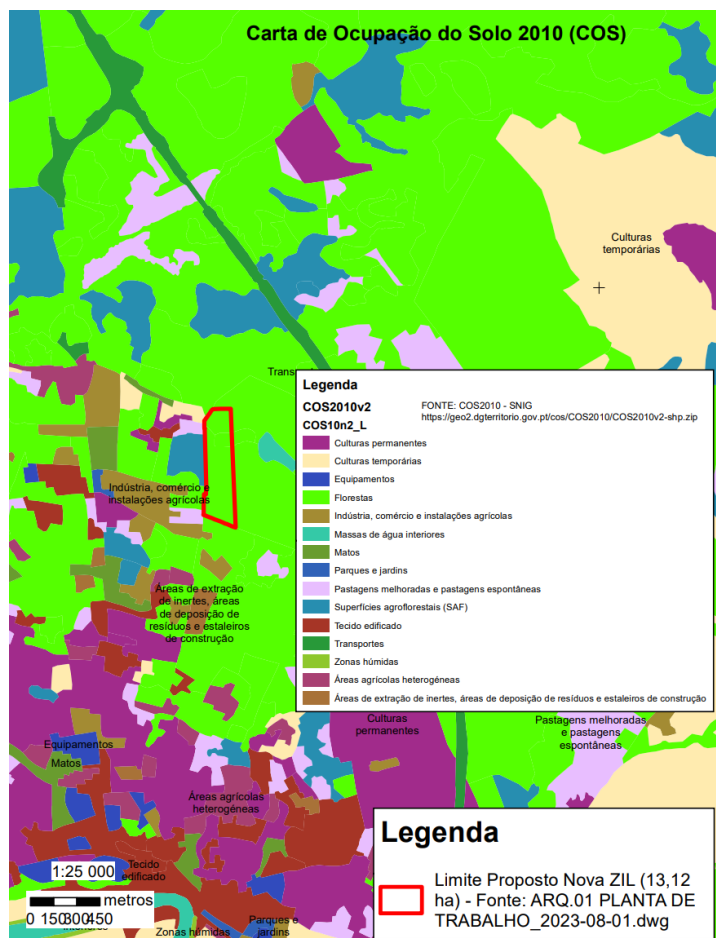 Carta de Ocupação do Solo 2010 (COS)
Culturas
temporárias
Legenda
COS2010v2
FONTE: COS2010 - SNIG
https://geo2.dgterritorio.gov.pt/cos/COS2010/COS2010v2-shp.zip
COS10n2_L
Culturas permanentes
Culturas temporárias
Equipamentos
Florestas
Indústria, comércio e instalações agrícolas
Massas de água interiores
Matos
Parques e jardins
Pastagens melhoradas e pastagens espontâneas
Superfícies agroflorestais (SAF)
Tecido edificado
Transportes
Zonas húmidas
Áreas agrícolas heterogéneas
Áreas de extração de inertes, áreas de deposição de resíduos e estaleiros de construção
Indústria, comércio e
instalações agrícolas
Áreas de extração
de inertes, áreas
de deposição de
resíduos e estaleiros
de construção
Culturas
permanentes
Pastagens melhoradas
e pastagens
espontâneas
Equipamentos
Matos
Áreas agrícolas
heterogéneas
Tecido
edificado
1:25 000
metros
0 150300450
Zonas húmidas
Parques e
jardins
Legenda
Limite Proposto Nova ZIL (13,12
ha) - Fonte: ARQ.01 PLANTA DE
TRABALHO_2023-08-01.dwg